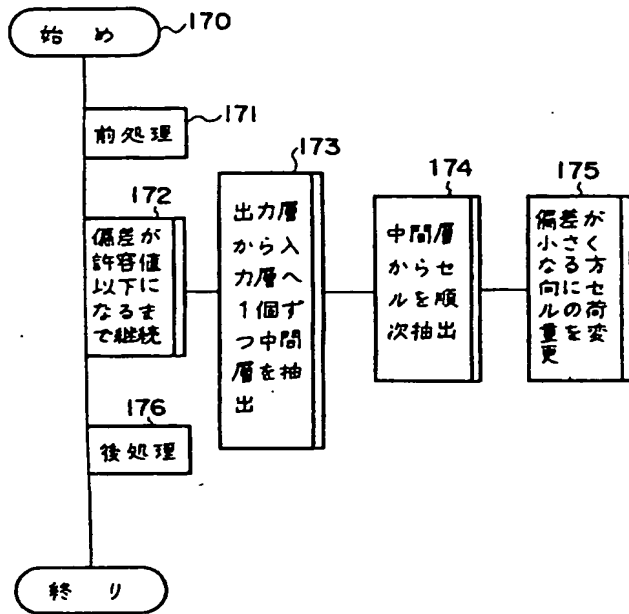 始め
170
171
前処理
172
偏差が
許容値
以下に
なるま
で継続
173
出力層
から入
力層へ
1個ず
つ中間
層を抽
出
174
中間層
からセ
ルを順
次抽出
175
偏差が
小さく
なる方
向にセ
ルの荷
重を変
更
176
後処理
終り